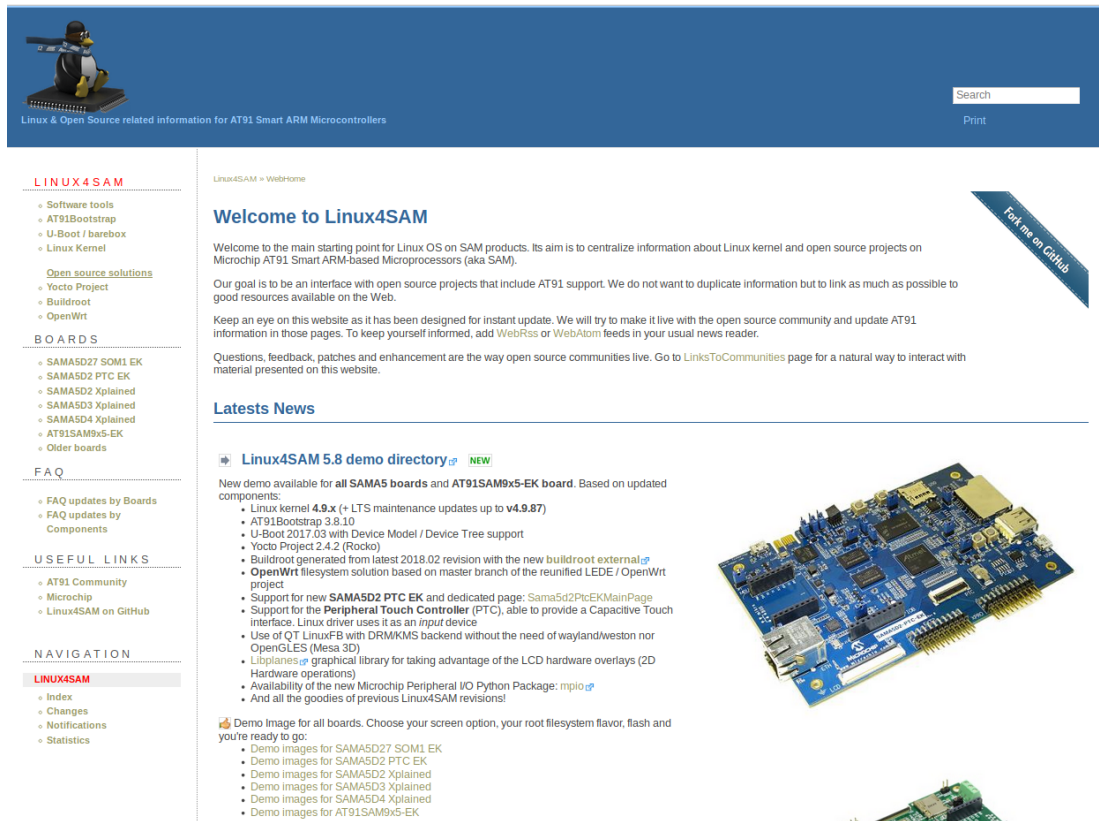 Linux & Open Source related information for AT91 Smart ARM Microcontrollers
Search
Print
LINUX4SAM
Software tools
AT91Bootstrap
U-Boot / barebox
Linux Kernel
Open source solutions
Yocto Project
Buildroot
OpenWrt
BOARDS
SAMA5D27 SOM1 EK
SAMA5D2 PTC EK
SAMA5D2 Xplained
SAMA5D3 Xplained
SAMA5D4 Xplained
AT91SAM9x5-EK
Older boards
FAQ
FAQ updates by Boards
FAQ updates by
Components
USEFUL LINKS
AT91 Community
Microchip
Linux4SAM on GitHub
NAVIGATION
LINUX4SAM
Index
Changes
Notifications
Statistics
Linux4SAM » WebHome
Fork me on GitHub
Welcome to Linux4SAM
Welcome to the main starting point for Linux OS on SAM products. Its aim is to centralize information about Linux kernel and open source projects on
Microchip AT91 Smart ARM-based Microprocessors (aka SAM).
Our goal is to be an interface with open source projects that include AT91 support. We do not want to duplicate information but to link as much as possible to
good resources available on the Web.
Keep an eye on this website as it has been designed for instant update. We will try to make it live with the open source community and update AT91
information in those pages. To keep yourself informed, add WebRss or WebAtom feeds in your usual news reader.
Questions, feedback, patches and enhancement are the way open source communities live. Go to LinksToCommunities page for a natural way to interact with
material presented on this website.
Latests News
Linux4SAM 5.8 demo directory NEW
New demo available for all SAMA5 boards and AT91SAM9x5-EK board. Based on updated
components:
Linux kernel 4.9.x (+ LTS maintenance updates up to v4.9.87)
AT91Bootstrap 3.8.10
U-Boot 2017.03 with Device Model / Device Tree support
Yocto Project 2.4.2 (Rocko)
Buildroot generated from latest 2018.02 revision with the new buildroot external
OpenWrt filesystem solution based on master branch of the reunified LEDE / OpenWrt
project
Support for new SAMA5D2 PTC EK and dedicated page: Sama5d2PtcEKMainPage
Support for the Peripheral Touch Controller (PTC), able to provide a Capacitive Touch
interface. Linux driver uses it as an input device
Use of QT LinuxFB with DRM/KMS backend without the need of wayland/weston nor
OpenGLES (Mesa 3D)
Libplanes graphical library for taking advantage of the LCD hardware overlays (2D
Hardware operations)
Availability of the new Microchip Peripheral I/O Python Package: mpio
And all the goodies of previous Linux4SAM revisions!
Demo Image for all boards. Choose your screen option, your root filesystem flavor, flash and
you're ready to go:
Demo images for SAMA5D27 SOM1 EK
Demo images for SAMA5D2 PTC EK
Demo images for SAMA5D2 Xplained
Demo images for SAMA5D3 Xplained
Demo images for SAMA5D4 Xplained
Demo images for AT91SAM9x5-EK
SAMA5D2-PTC-EK
MICROCHIP
LCD
ETH